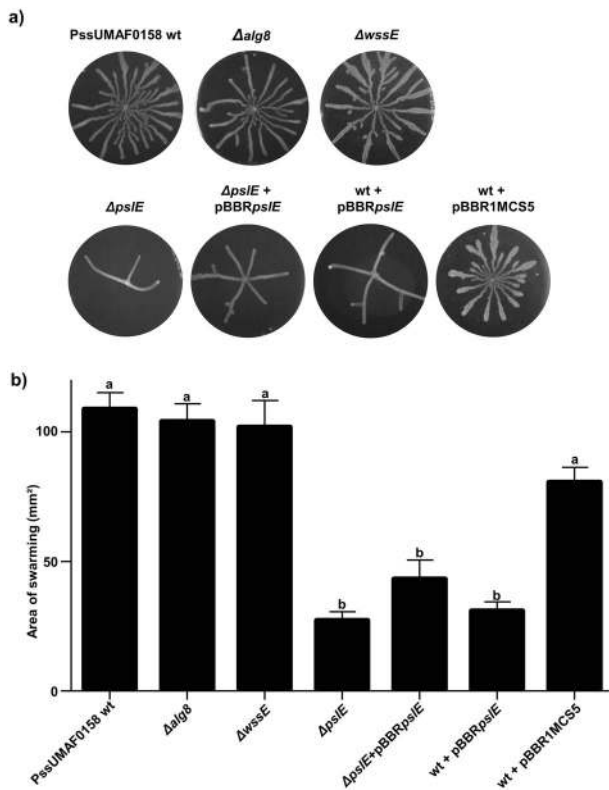 a)
PssUMAF0158 wt Δalg8 ΔwssE
ΔpslE ΔpslE + pBBRpslE wt + pBBRpslE wt + pBBR1MCS5
b)
a a a b b b a
Area of swarming (mm²)
100
50
0
PssUMAF0158 wt
Δalg8
ΔwssE
ΔpslE
ΔpslE+pBBRpslE
wt + pBBRpslE
wt + pBBR1MCS5